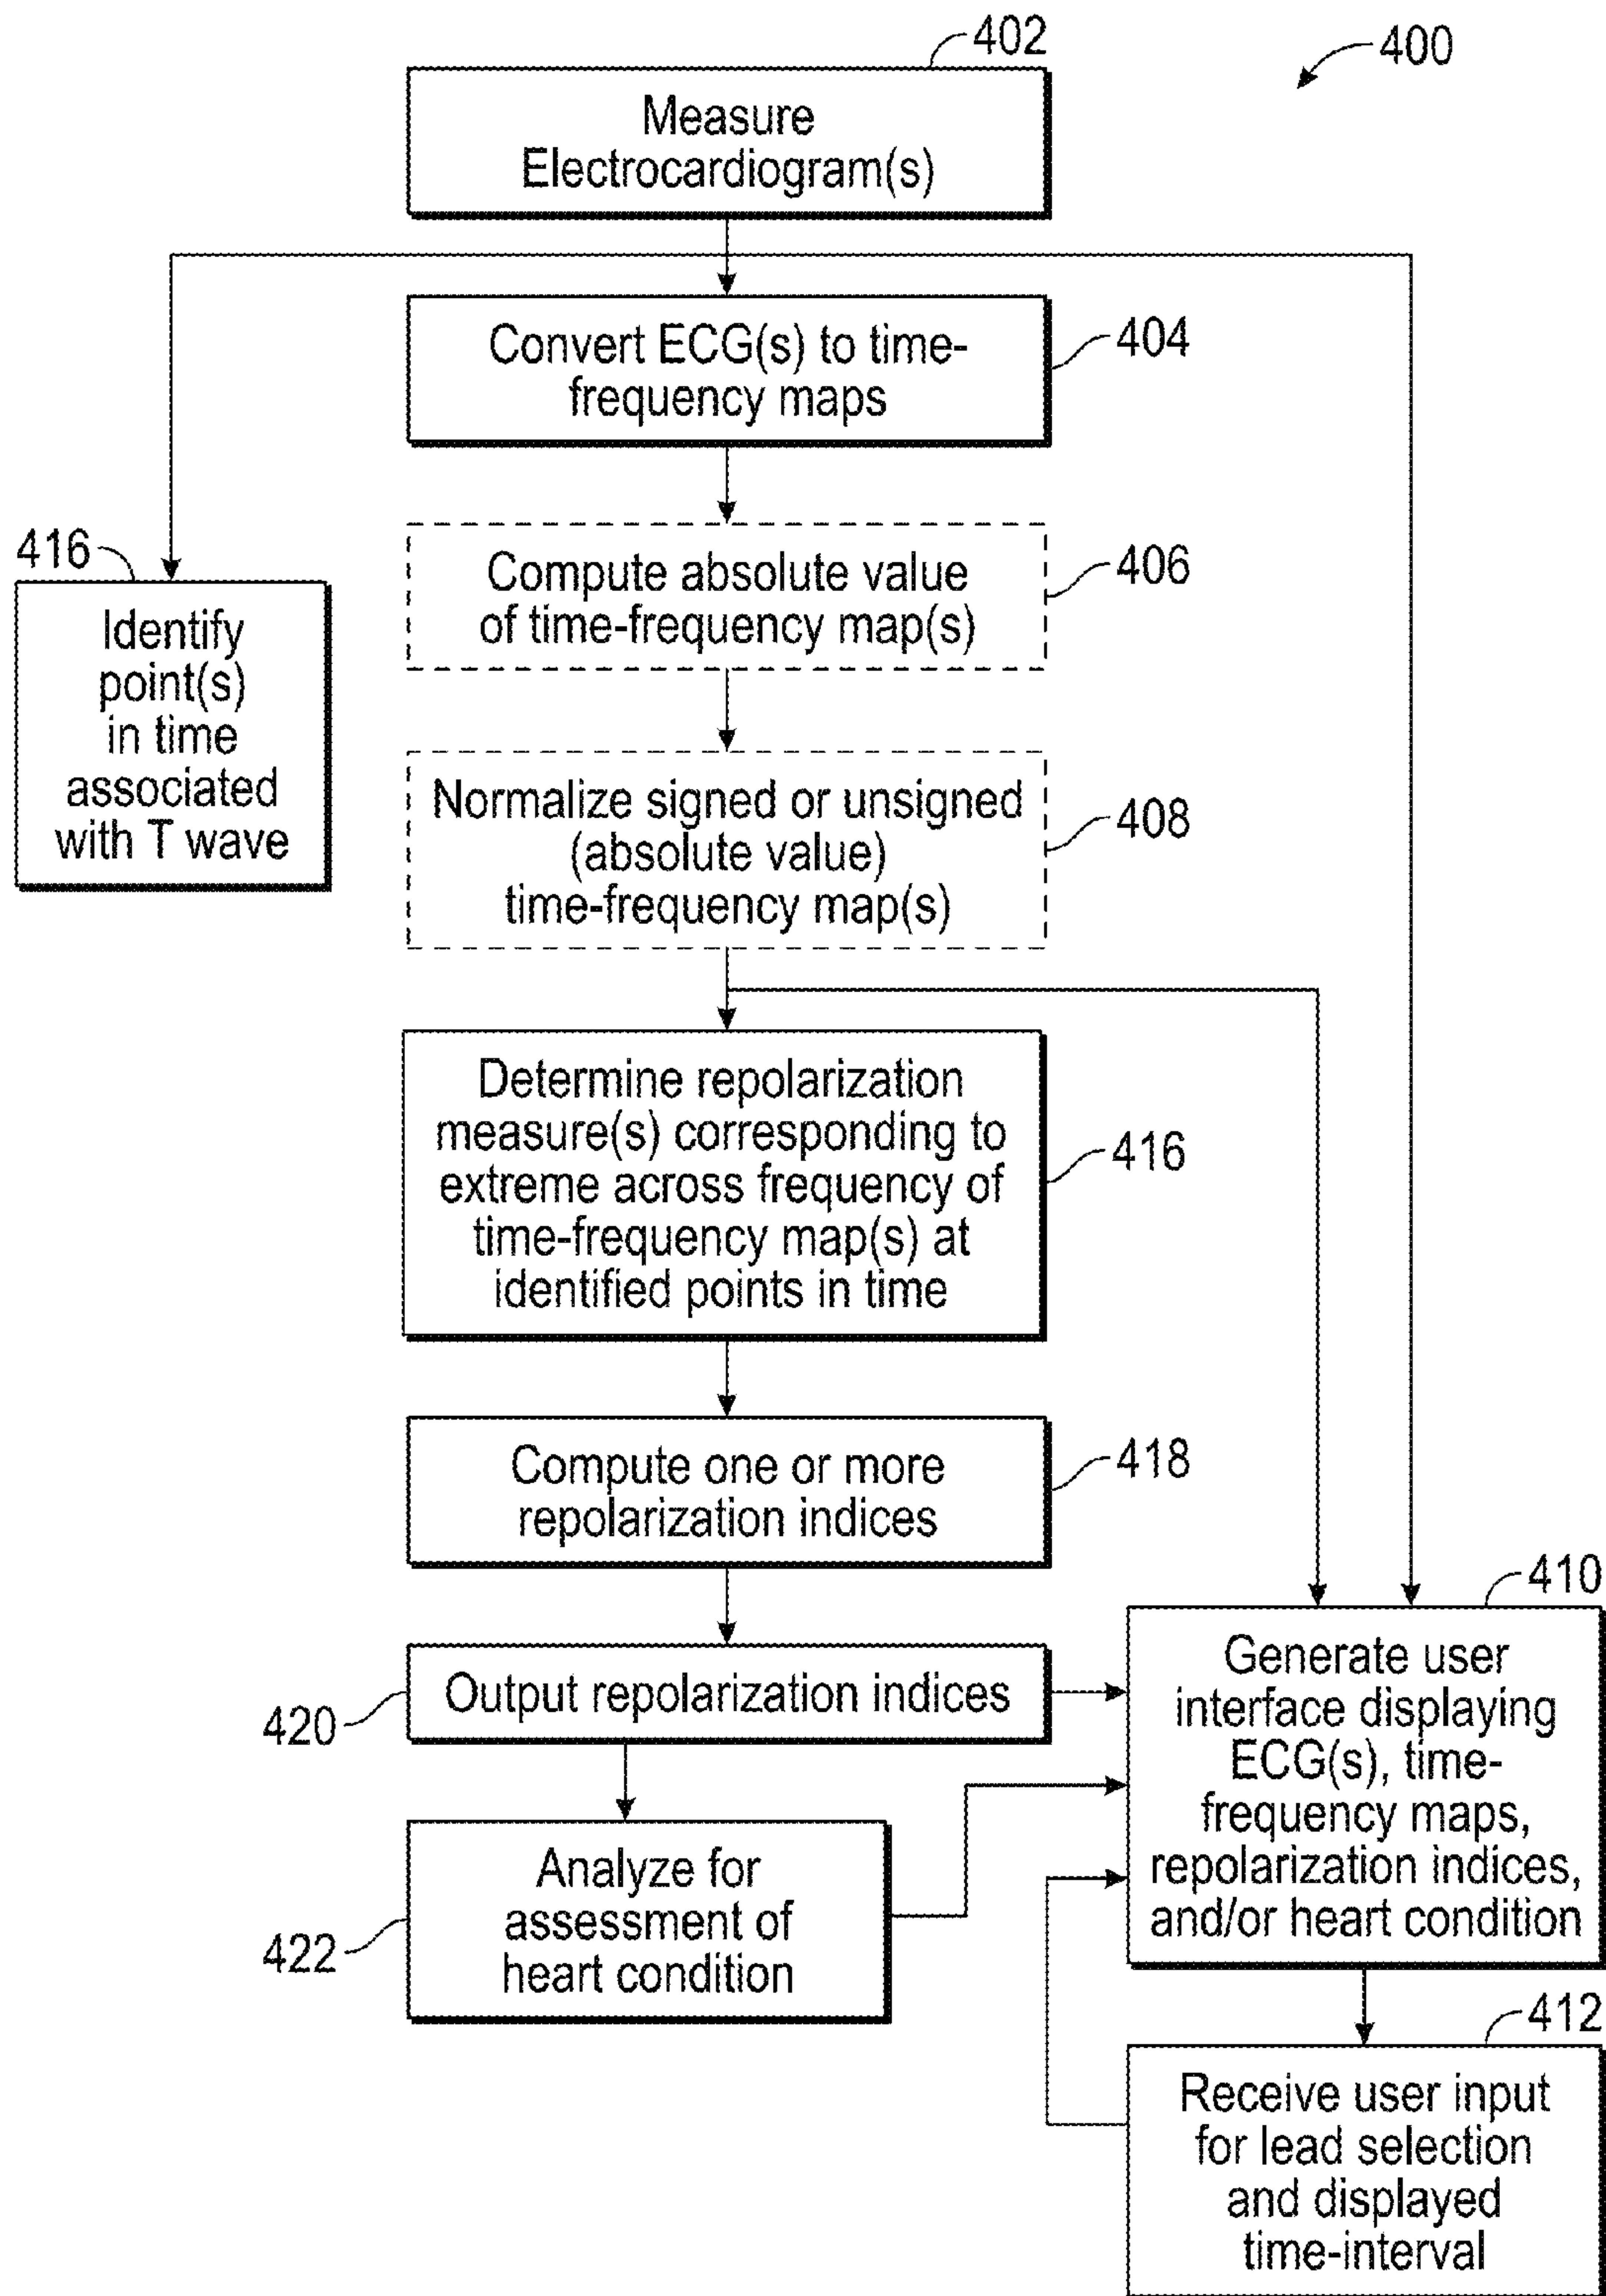 402
400
Measure
Electrocardiogram(s)
Convert ECG(s) to time-
frequency maps
404
416
Identify
point(s)
in time
associated
with T wave
Compute absolute value
of time-frequency map(s)
406
Normalize signed or unsigned
(absolute value)
time-frequency map(s)
408
Determine repolarization
measure(s) corresponding to
extreme across frequency of
time-frequency map(s) at
identified points in time
416
Compute one or more
repolarization indices
418
Output repolarization indices
420
Analyze for
assessment of
heart condition
422
410
Generate user
interface displaying
ECG(s), time-
frequency maps,
repolarization indices,
and/or heart condition
412
Receive user input
for lead selection
and displayed
time-interval